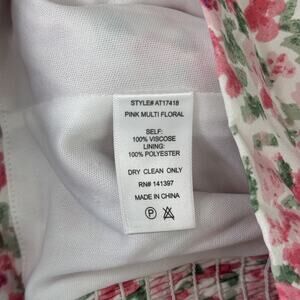 STYLE# AT17418
PINK MULTI FLORAL
SELF:
100% VISCOSE
LINING:
100% POLYESTER
DRY CLEAN ONLY
RN# 141397
MADE IN CHINA
P